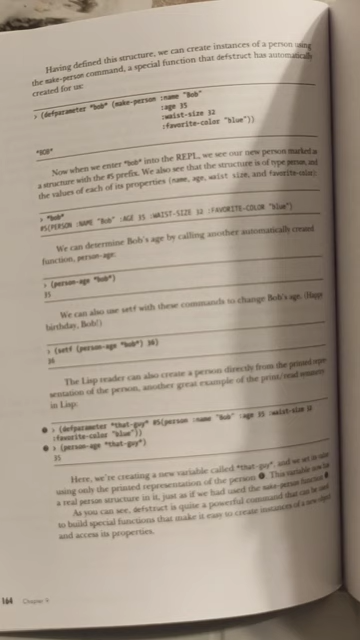 Having defined this structure, we can create instances of a person using
the make-person command, a special function that defstruct has automatically
created for us:
> (defparameter *bob* (make-person :name "Bob"
:age 35
:waist-size 32
:favorite-color "blue"))
*BOB*
Now when we enter *bob* into the REPL, we see our new person marked as
a structure with the #S prefix. We also see that the structure is of type person, and
the values of each of its properties (name, age, waist size, and favorite-color):
> *bob*
#S(PERSON :NAME "Bob" :AGE 35 :WAIST-SIZE 32 :FAVORITE-COLOR "blue")
We can determine Bob's age by calling another automatically created
function, person-age:
> (person-age *bob*)
35
We can also use setf with these commands to change Bob's age. (Happy
birthday, Bob!)
> (setf (person-age *bob*) 36)
36
The Lisp reader can also create a person directly from the printed repre-
sentation of the person, another great example of the print/read
in Lisp:
> (defparameter *that-guy* #S(person :name "Bob" :age 35 :waist-size
:favorite-color "blue"))
> (person-age *that-guy*)
35
Here, we're creating a new variable called *that-guy*, and we set its
using only the printed representation of the person. This variable now has
a real person structure in it, just as if we had used the make-person function
As you can see, defstruct is quite a powerful command that can be used
to build special functions that make it easy to create instances of a new
and access its properties.
164 Chapter 9